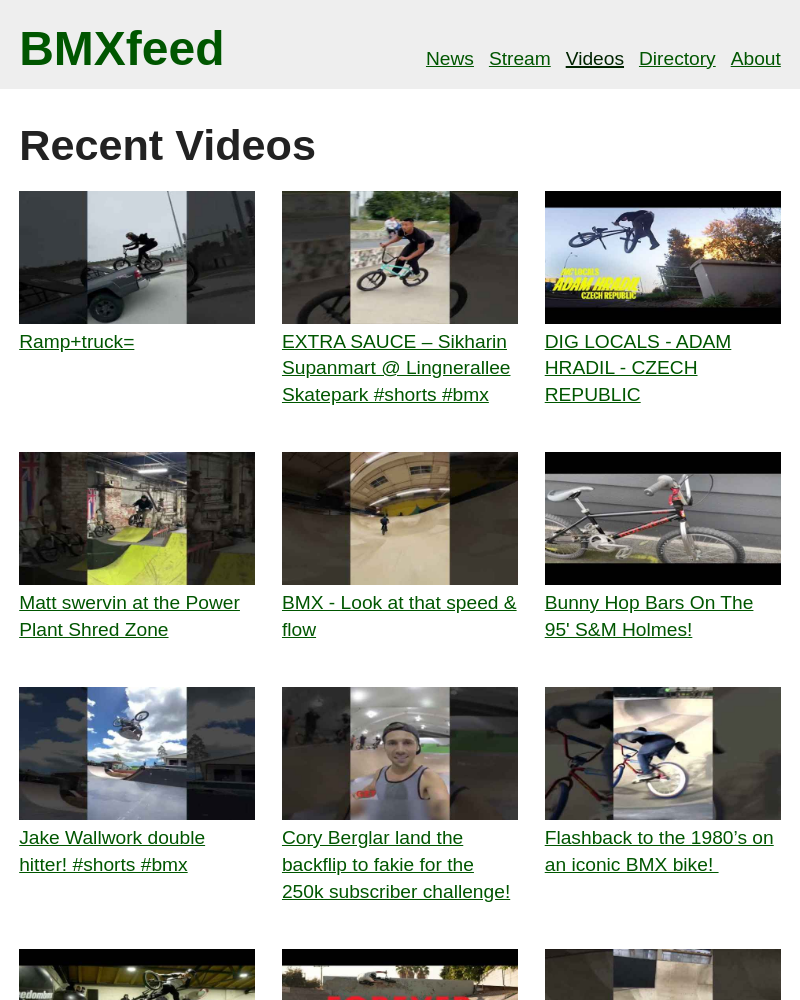 BMXfeed
News Stream Videos Directory About
Recent Videos
DIG LOCALS
ADAM HRADIL
CZECH REPUBLIC
Ramp+truck=
EXTRA SAUCE – Sikharin
Supanmart @ Lingnerallee
Skatepark #shorts #bmx
DIG LOCALS - ADAM
HRADIL - CZECH
REPUBLIC
Matt swervin at the Power
Plant Shred Zone
BMX - Look at that speed &
flow
Bunny Hop Bars On The
95' S&M Holmes!
Jake Wallwork double
hitter! #shorts #bmx
Cory Berglar land the
backflip to fakie for the
250k subscriber challenge!
Flashback to the 1980’s on
an iconic BMX bike!